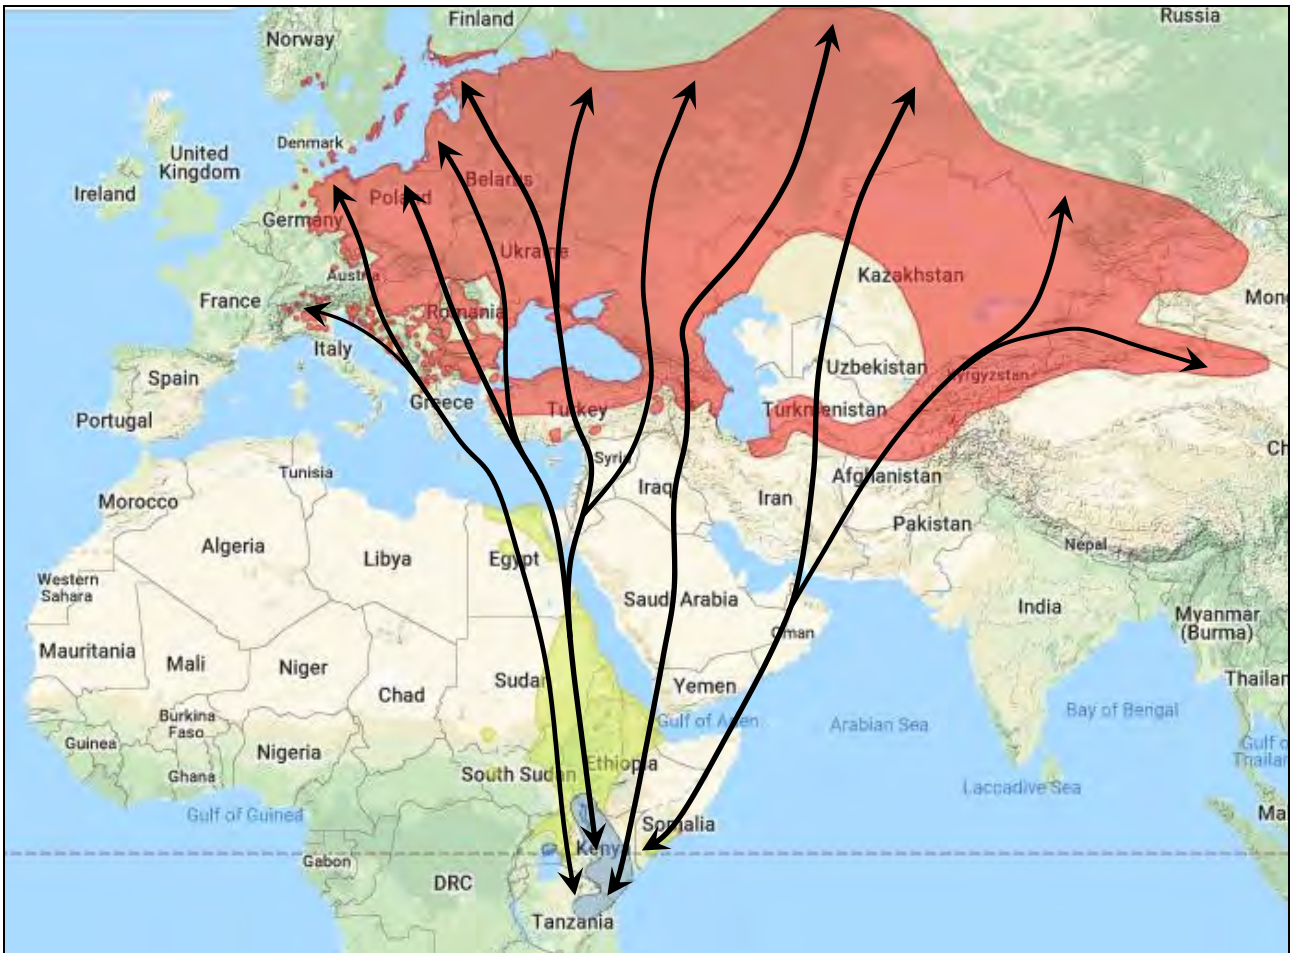 Finland
Russia
Norway
Denmark
United
Kingdom
Ireland
Belarus
Poland
Germany
Ukraine
Austria
Kazakhstan
France
Mon
Romania
Italy
Uzbekistan
Spain
Kyrgyzstan
Greece
Turkey
Turkmenistan
Portugal
Ch
Syria
Tunisia
Afghanistan
Iraq
Iran
Morocco
Pakistan
Nepal
Algeria
Libya
Egypt
Western
Sahara
Saudi Arabia
India
Myanmar
(Burma)
Oman
Mauritania
Mali
Niger
Chad
Sudan
Yemen
Thailan
Burkina
Faso
Gulf of Aden
Arabian Sea
Bay of Bengal
Guinea
Nigeria
Gulf o
Thailan
Ghana
South Sudan
Ethiopia
Laccadive Sea
Gulf of Guinea
Somalia
Ma
Kenya
Gabon
DRC
Tanzania